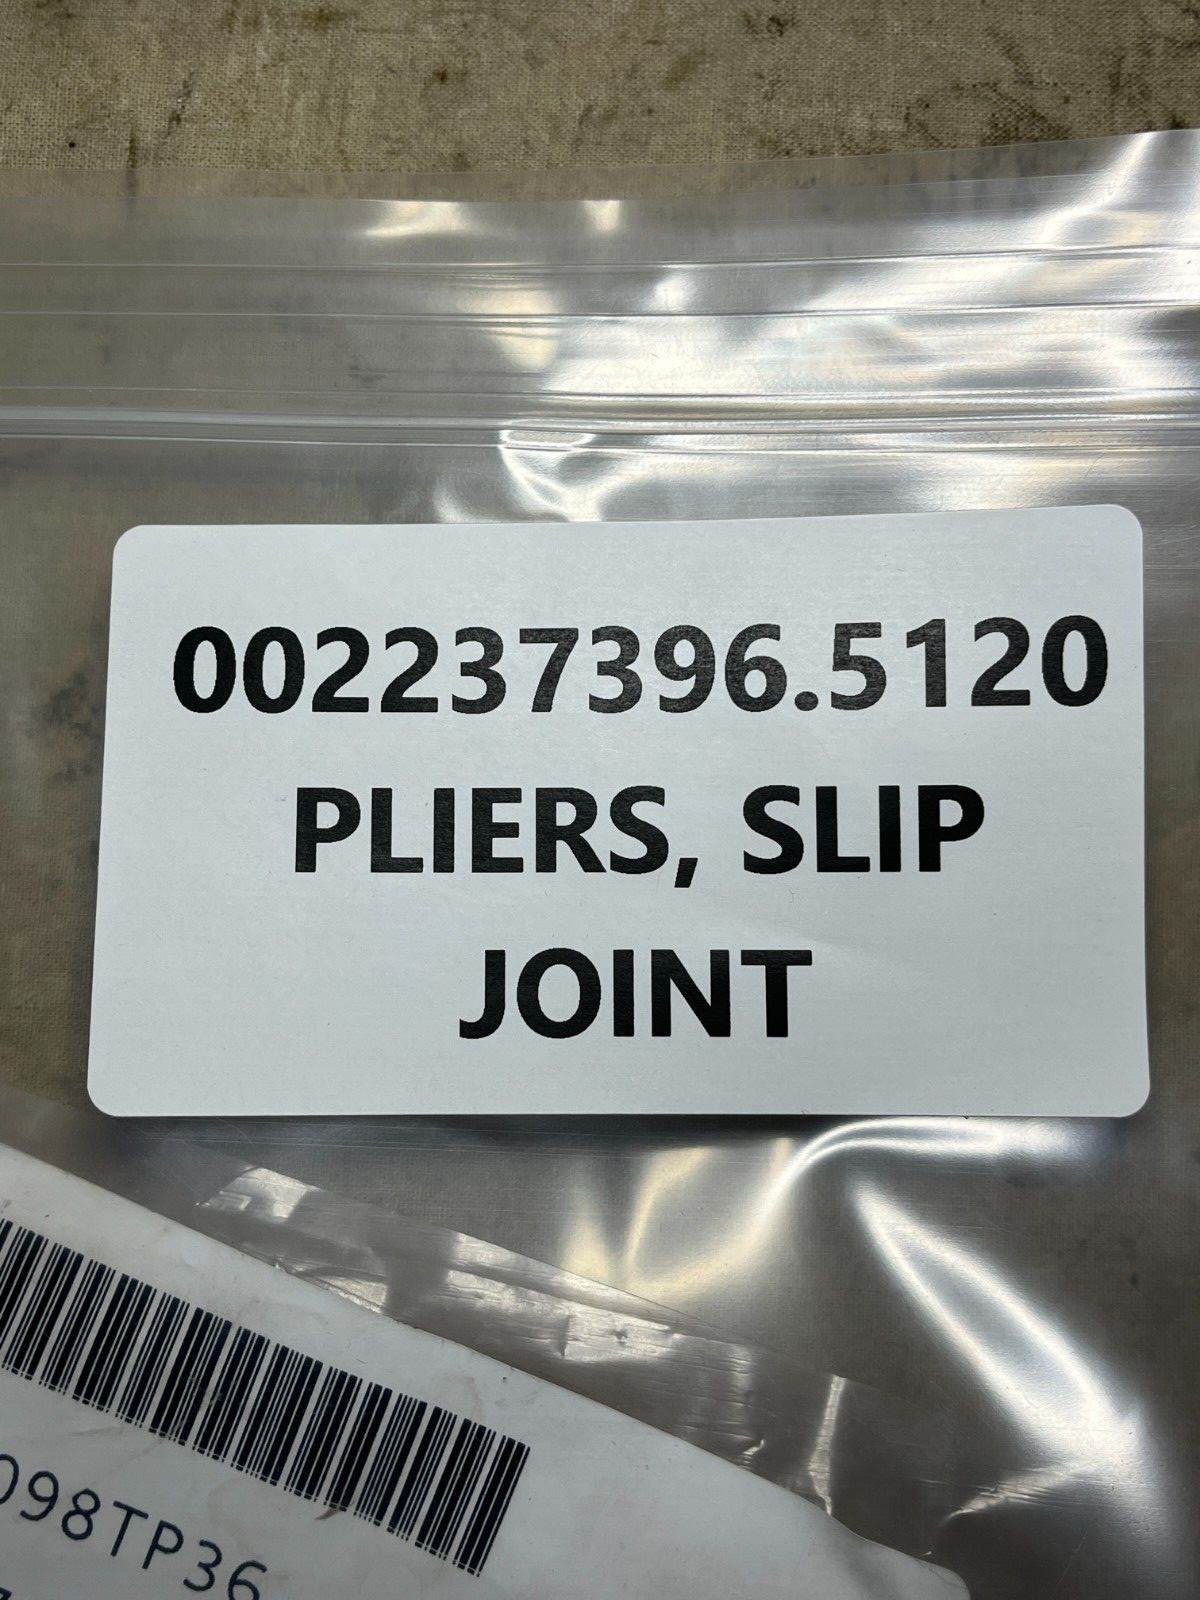 002237396.5120
PLIERS, SLIP
JOINT
098TP36